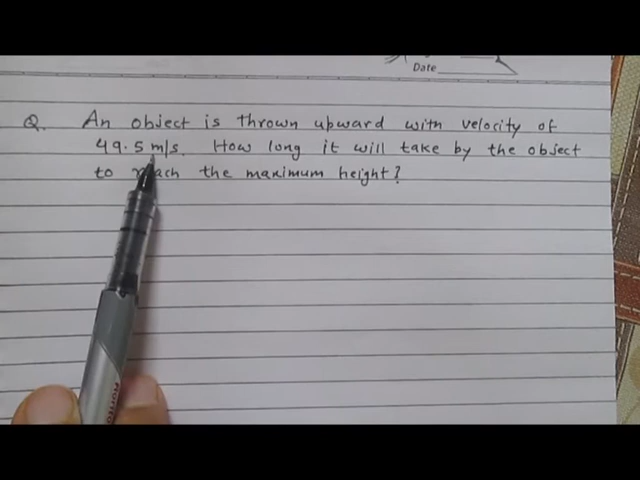 Date
Q. An object is thrown upward with velocity of
49.5 m/s. How long it will take by the object
to reach the maximum height?